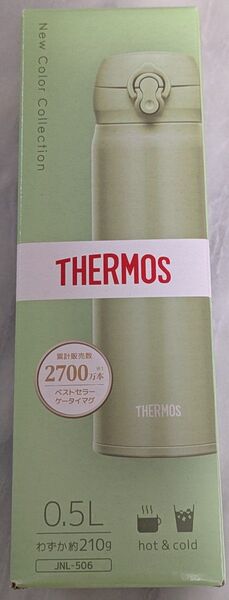 New Color Collection
THERMOS
累計販売数
2700万本※1
ベストセラー
ケータイマグ
THERMOS
0.5L
わずか約210g
JNL-506
hot & cold